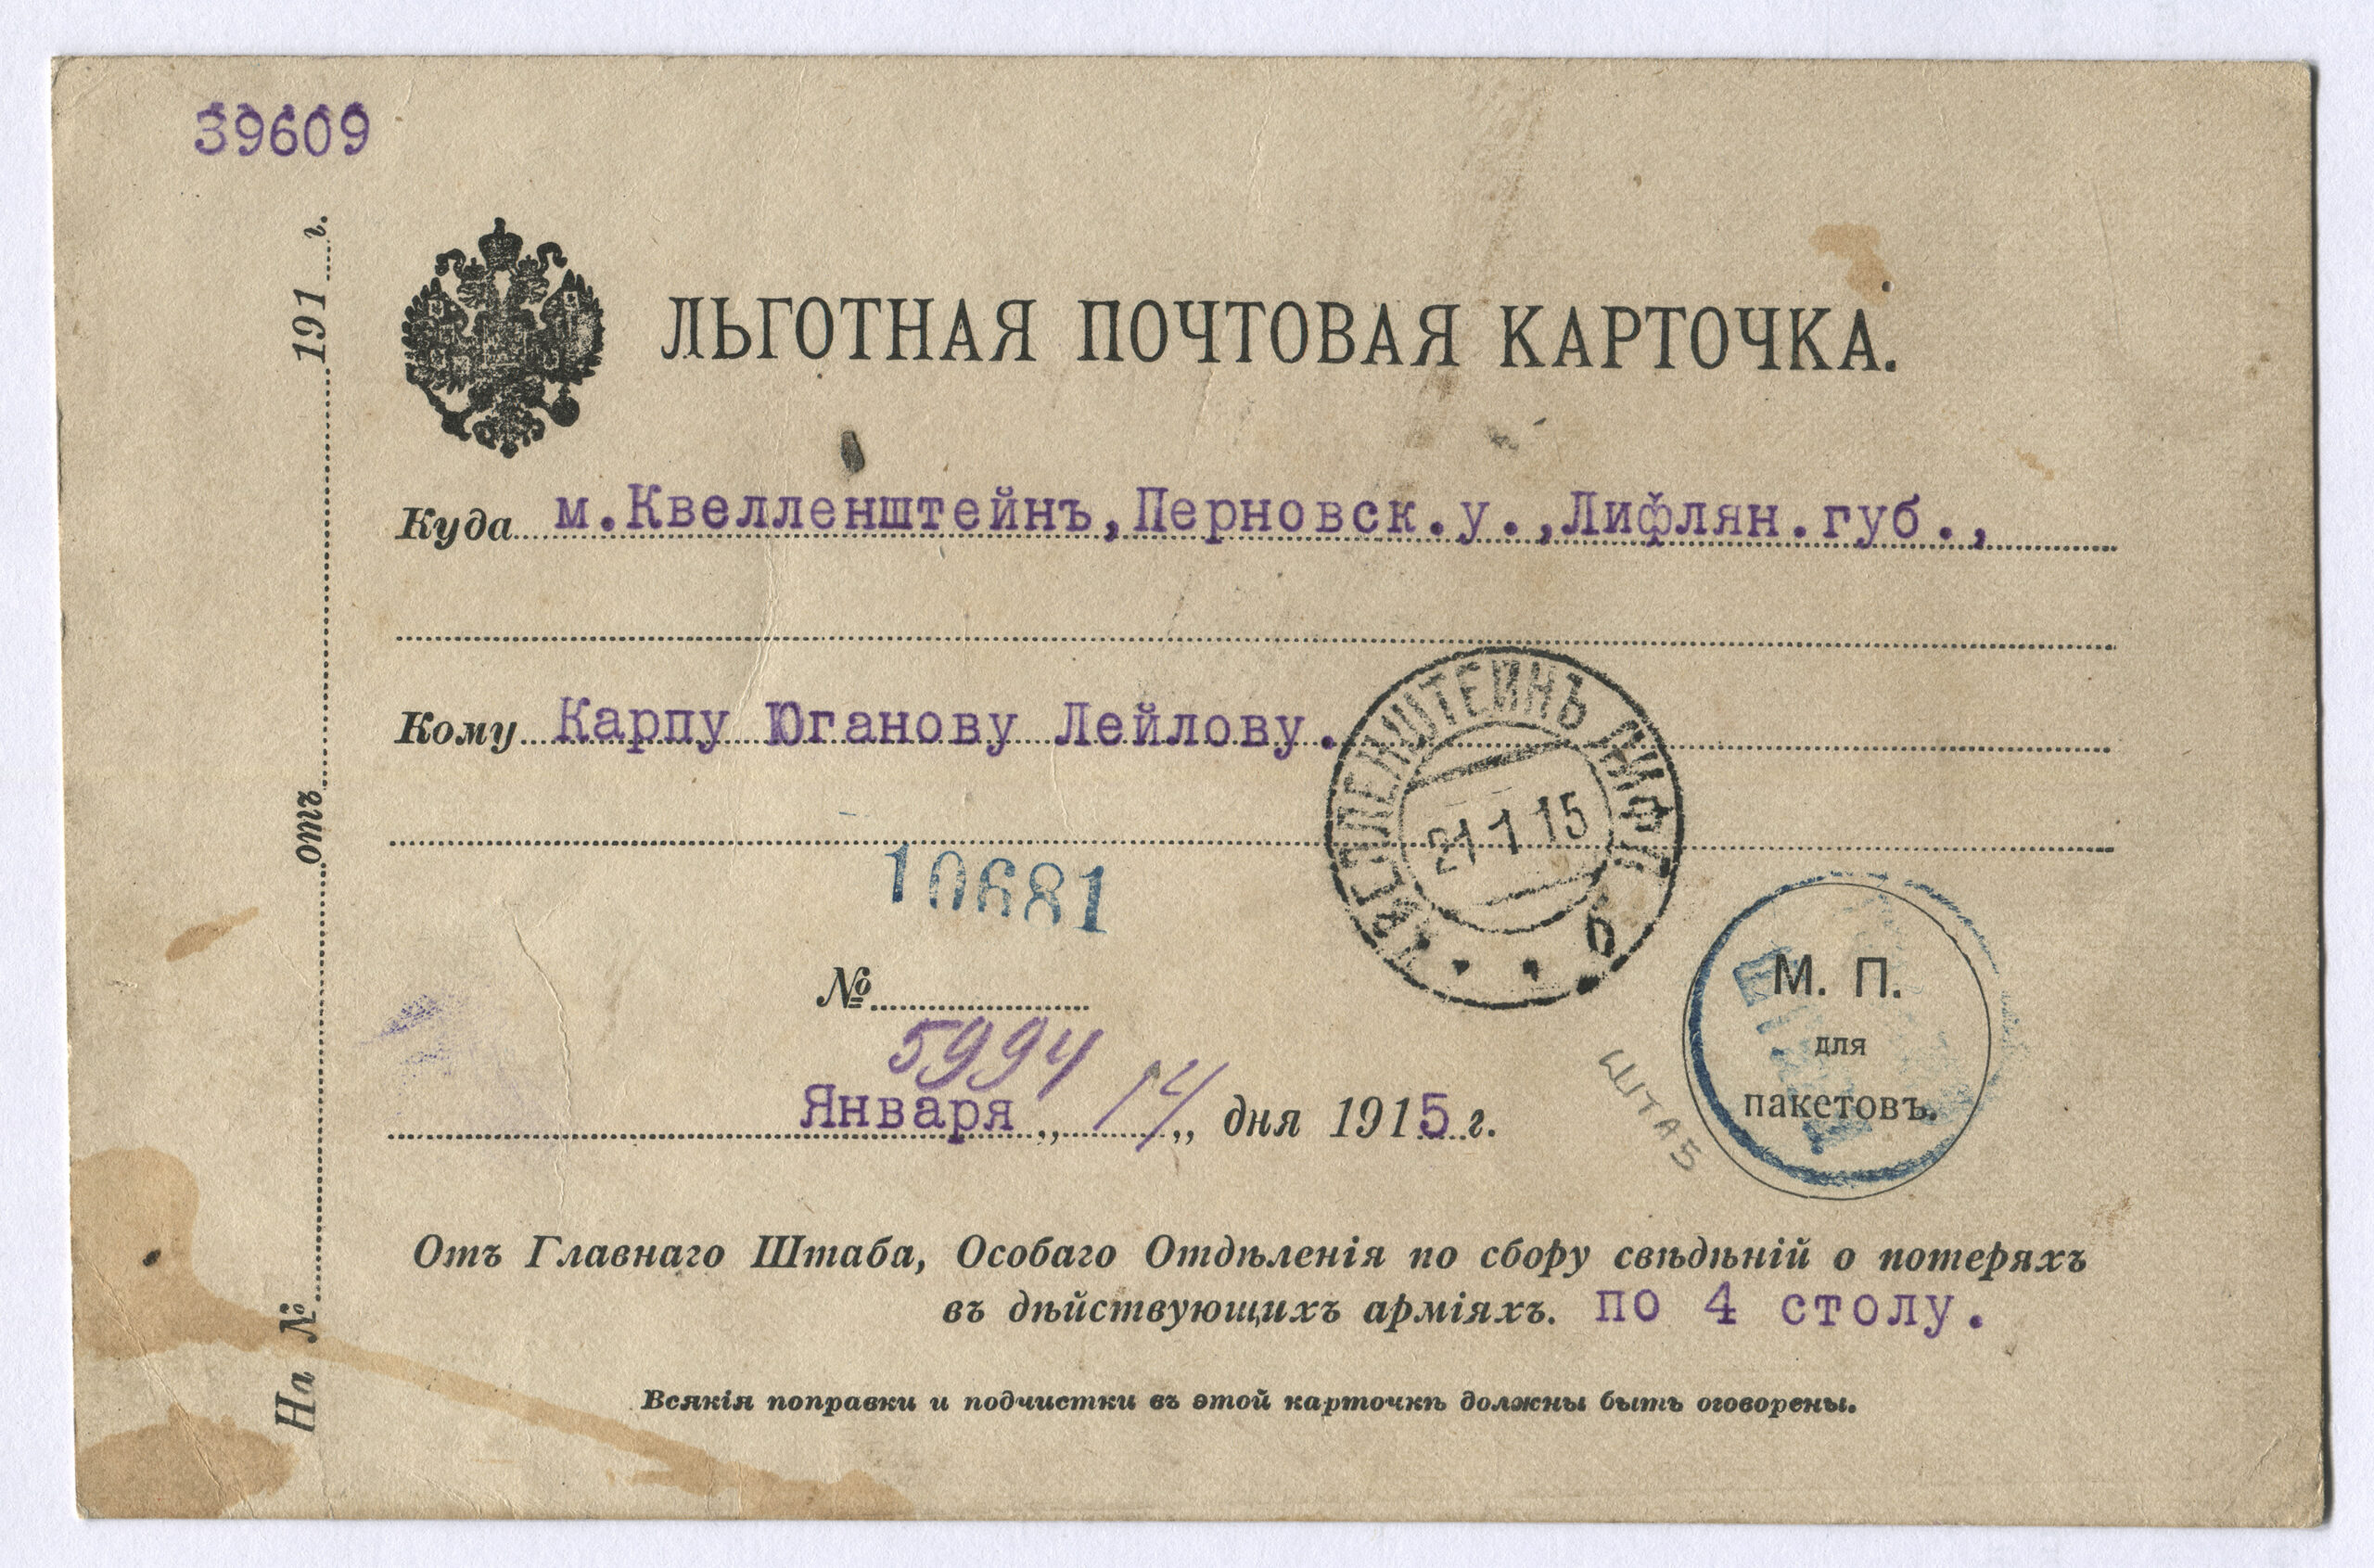 39609
ЛЬГОТНАЯ ПОЧТОВАЯ КАРТОЧКА.
Куда м.Квелленштейнъ,Перновск.у.,Лифлян.губ.,
Кому Карпу Юганову Лейлову.
КВЕЛЛЕНШТЕЙНЪ ЛИФЛ.
21 1 15
б
10681
№
5994
Января „ 14 „ дня 1915 г.
М. П.
для
пакетовъ.
ШТАБ
Отъ Главнаго Штаба, Особаго Отдѣленія по сбору свѣдѣній о потеряхъ
въ дѣйствующихъ арміяхъ. по 4 столу.
Всякія поправки и подчистки въ этой карточкѣ должны быть оговорены.
На № отъ 191 г.